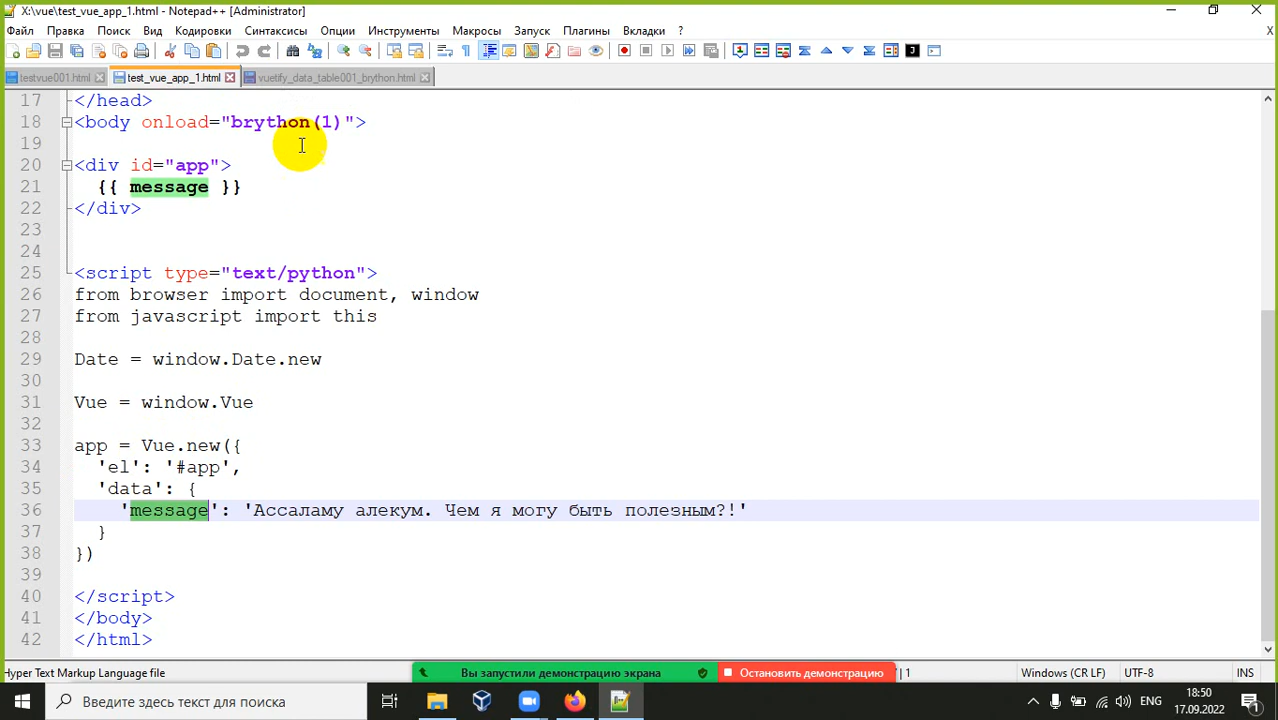 X:\vue\test_vue_app_1.html - Notepad++ [Administrator]
Файл Правка Поиск Вид Кодировки Синтаксисы Опции Инструменты Макросы Запуск Плагины Вкладки ? X
testvue001.html test_vue_app_1.html vuetify_data_table001_brython.html
17 </head>
18 <body onload="brython(1)">
19
20 <div id="app">
21 {{ message }}
22 </div>
23
24
25 <script type="text/python">
26 from browser import document, window
27 from javascript import this
28
29 Date = window.Date.new
30
31 Vue = window.Vue
32
33 app = Vue.new({
34 'el': '#app',
35 'data': {
36 'message': 'Ассаламу алекум. Чем я могу быть полезным?!'
37 }
38 })
39
40 </script>
41 </body>
42 </html>
Hyper Text Markup Language file Вы запустили демонстрацию экрана Остановить демонстрацию | 1 Windows (CR LF) UTF-8 INS
Введите здесь текст для поиска ENG 18:50
17.09.2022 1